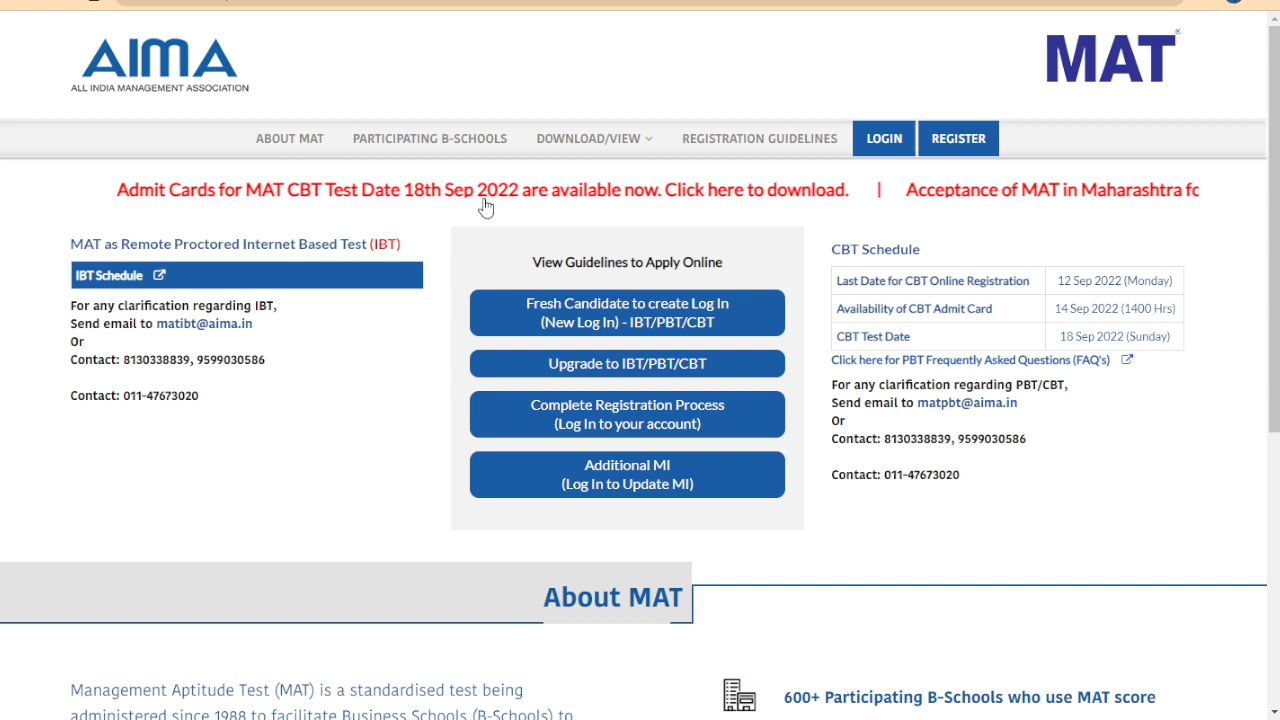 AIMA
ALL INDIA MANAGEMENT ASSOCIATION
MAT®
ABOUT MAT
PARTICIPATING B-SCHOOLS
DOWNLOAD/VIEW
REGISTRATION GUIDELINES
LOGIN
REGISTER
Admit Cards for MAT CBT Test Date 18th Sep 2022 are available now. Click here to download. | Acceptance of MAT in Maharashtra fo
MAT as Remote Proctored Internet Based Test (IBT)
IBT Schedule
For any clarification regarding IBT,
Send email to matibt@aima.in
Or
Contact: 8130338839, 9599030586
Contact: 011-47673020
View Guidelines to Apply Online
Fresh Candidate to create Log In
(New Log In) - IBT/PBT/CBT
Upgrade to IBT/PBT/CBT
Complete Registration Process
(Log In to your account)
Additional MI
(Log In to Update MI)
CBT Schedule
Last Date for CBT Online Registration 12 Sep 2022 (Monday)
Availability of CBT Admit Card 14 Sep 2022 (1400 Hrs)
CBT Test Date 18 Sep 2022 (Sunday)
Click here for PBT Frequently Asked Questions (FAQ's)
For any clarification regarding PBT/CBT,
Send email to matpbt@aima.in
Or
Contact: 8130338839, 9599030586
Contact: 011-47673020
About MAT
Management Aptitude Test (MAT) is a standardised test being
administered since 1988 to facilitate Business Schools (B-Schools) to
600+ Participating B-Schools who use MAT score